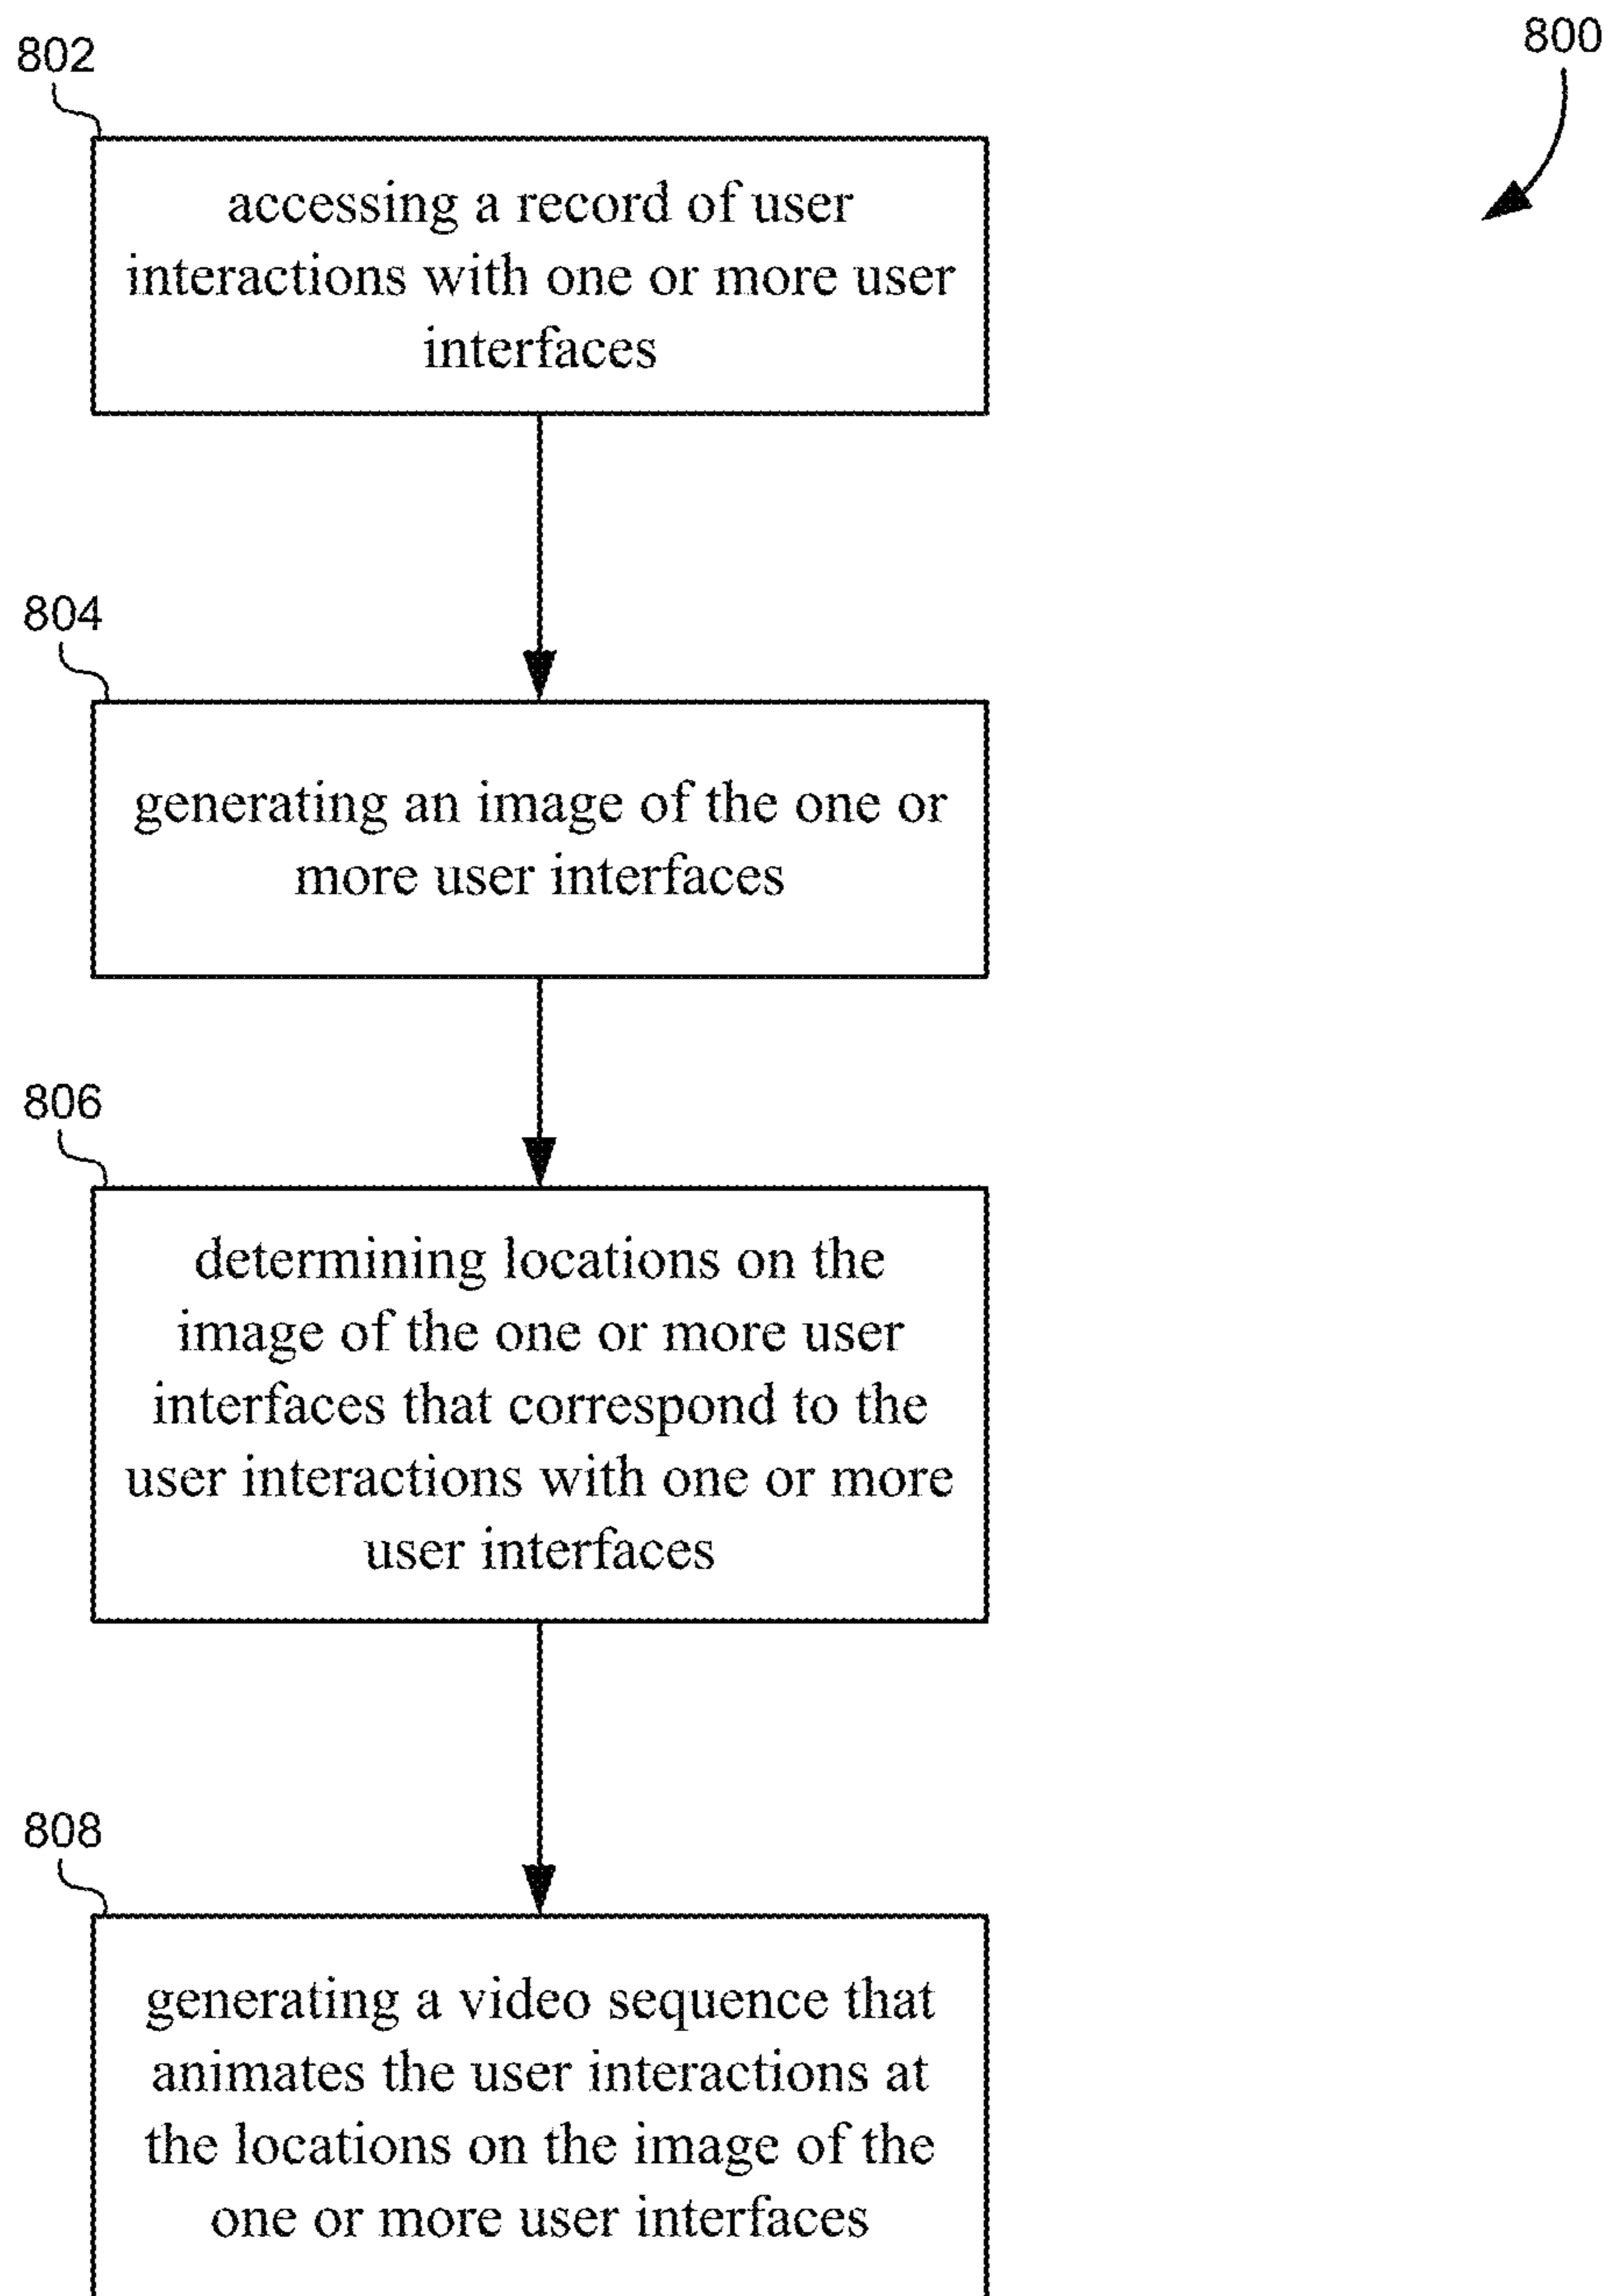 802
800
accessing a record of user
interactions with one or more user
interfaces
804
generating an image of the one or
more user interfaces
806
determining locations on the
image of the one or more user
interfaces that correspond to the
user interactions with one or more
user interfaces
808
generating a video sequence that
animates the user interactions at
the locations on the image of the
one or more user interfaces